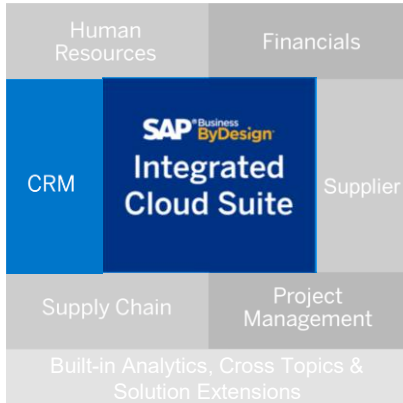 Human
Resources
Financials
CRM
SAP® Business
ByDesign
Integrated
Cloud Suite
Supplier
Supply Chain
Project
Management
Built-in Analytics, Cross Topics &
Solution Extensions